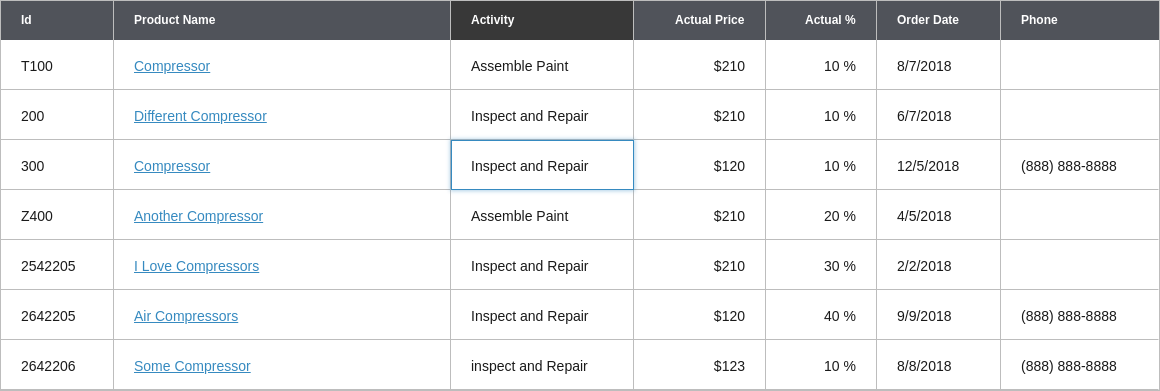 Id Product Name Activity Actual Price Actual % Order Date Phone
T100 Compressor Assemble Paint $210 10 % 8/7/2018
200 Different Compressor Inspect and Repair $210 10 % 6/7/2018
300 Compressor Inspect and Repair $120 10 % 12/5/2018 (888) 888-8888
Z400 Another Compressor Assemble Paint $210 20 % 4/5/2018
2542205 I Love Compressors Inspect and Repair $210 30 % 2/2/2018
2642205 Air Compressors Inspect and Repair $120 40 % 9/9/2018 (888) 888-8888
2642206 Some Compressor inspect and Repair $123 10 % 8/8/2018 (888) 888-8888